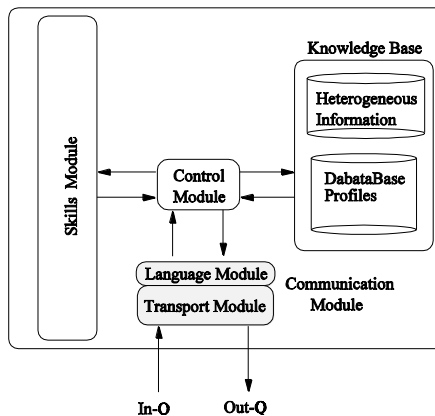 Knowledge Base
Heterogeneous
Information
DabataBase
Profiles
Skills Module
Control
Module
Language Module
Transport Module
Communication
Module
In-Q
Out-Q